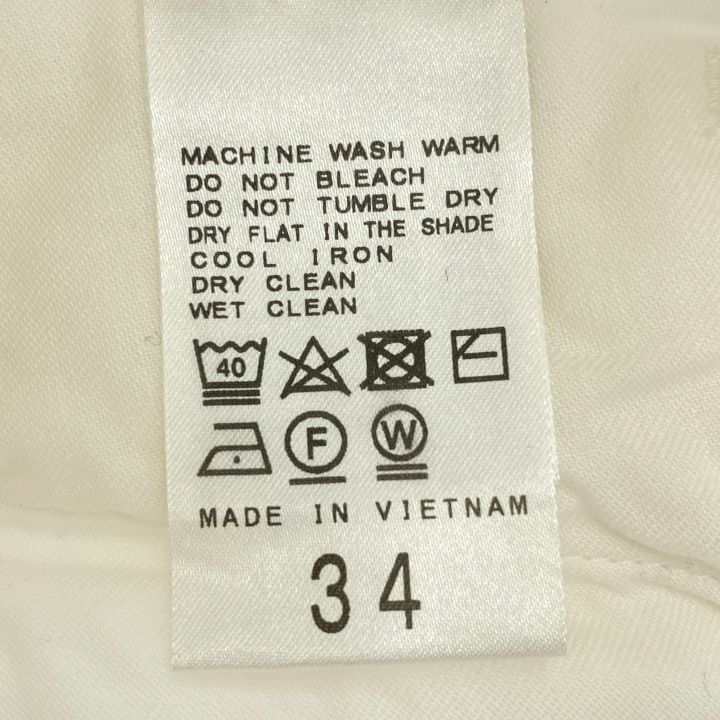 MACHINE WASH WARM
DO NOT BLEACH
DO NOT TUMBLE DRY
DRY FLAT IN THE SHADE
COOL IRON
DRY CLEAN
WET CLEAN
40
F W
MADE IN VIETNAM
34